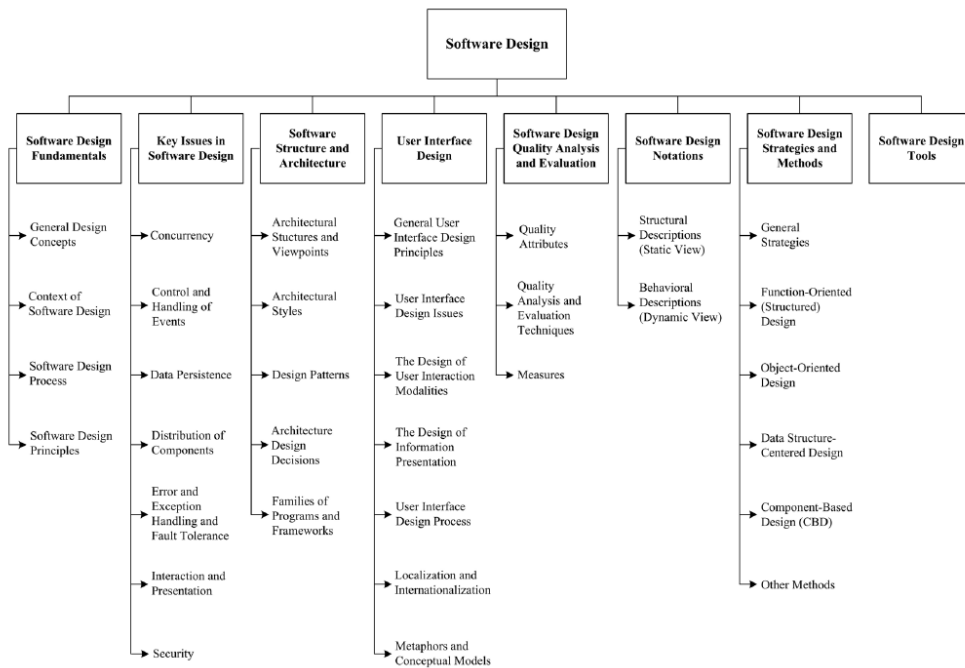 Software Design
Software Design
Fundamentals
Key Issues in
Software Design
Software
Structure and
Architecture
User Interface
Design
Software Design
Quality Analysis
and Evaluation
Software Design
Notations
Software Design
Strategies and
Methods
Software Design
Tools
General Design
Concepts
Context of
Software Design
Software Design
Process
Software Design
Principles
Concurrency
Control and
Handling of
Events
Data Persistence
Distribution of
Components
Error and
Exception
Handling and
Fault Tolerance
Interaction and
Presentation
Security
Architectural
Stuctures and
Viewpoints
Architectural
Styles
Design Patterns
Architecture
Design
Decisions
Families of
Programs and
Frameworks
General User
Interface Design
Principles
User Interface
Design Issues
The Design of
User Interaction
Modalities
The Design of
Information
Presentation
User Interface
Design Process
Localization and
Internationalization
Metaphors and
Conceptual Models
Quality
Attributes
Quality
Analysis and
Evaluation
Techniques
Measures
Structural
Descriptions
(Static View)
Behavioral
Descriptions
(Dynamic View)
General
Strategies
Function-Oriented
(Structured)
Design
Object-Oriented
Design
Data Structure-
Centered Design
Component-Based
Design (CBD)
Other Methods